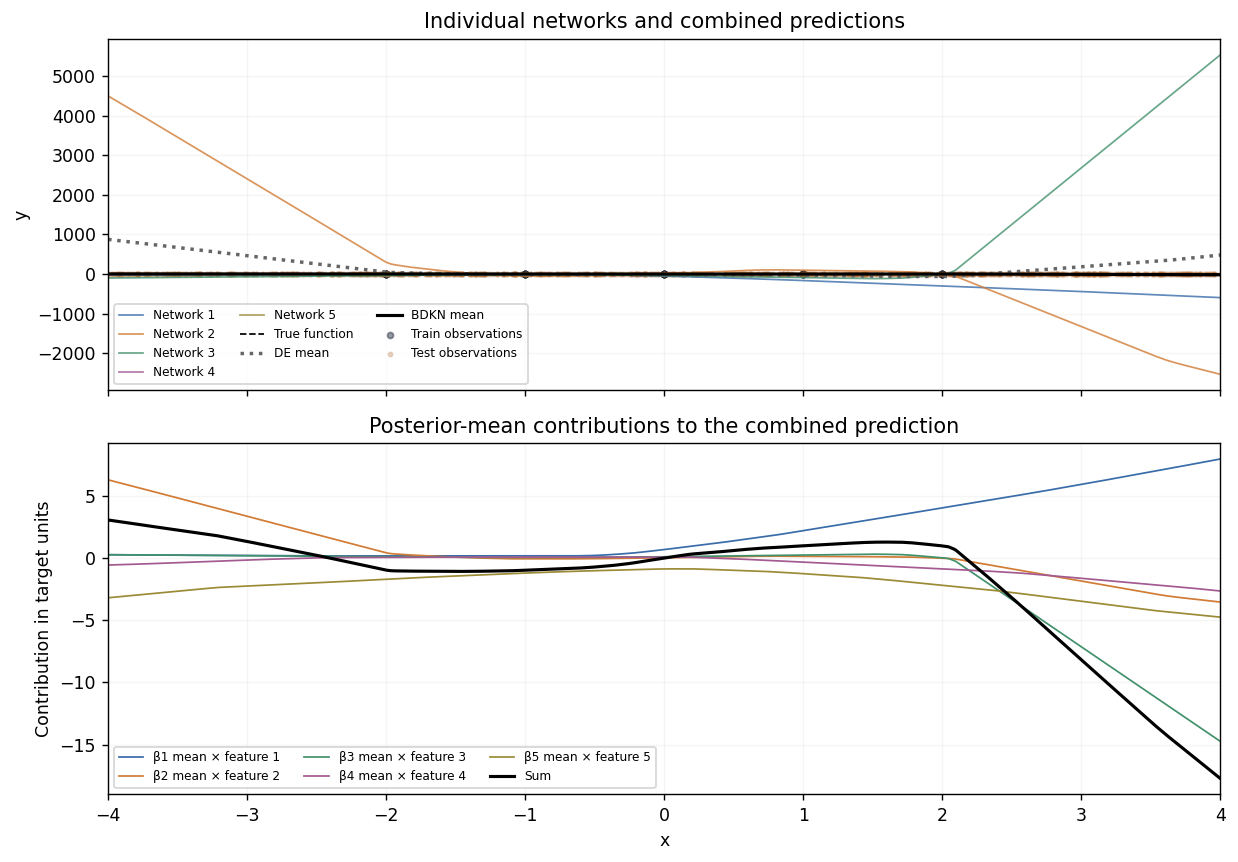 Individual networks and combined predictions
y
5000
4000
3000
2000
1000
0
−1000
−2000
Network 1
Network 2
Network 3
Network 4
Network 5
True function
DE mean
BDKN mean
Train observations
Test observations
Posterior-mean contributions to the combined prediction
Contribution in target units
5
0
−5
−10
−15
β1 mean × feature 1
β2 mean × feature 2
β3 mean × feature 3
β4 mean × feature 4
β5 mean × feature 5
Sum
−4 −3 −2 −1 0 1 2 3 4
x